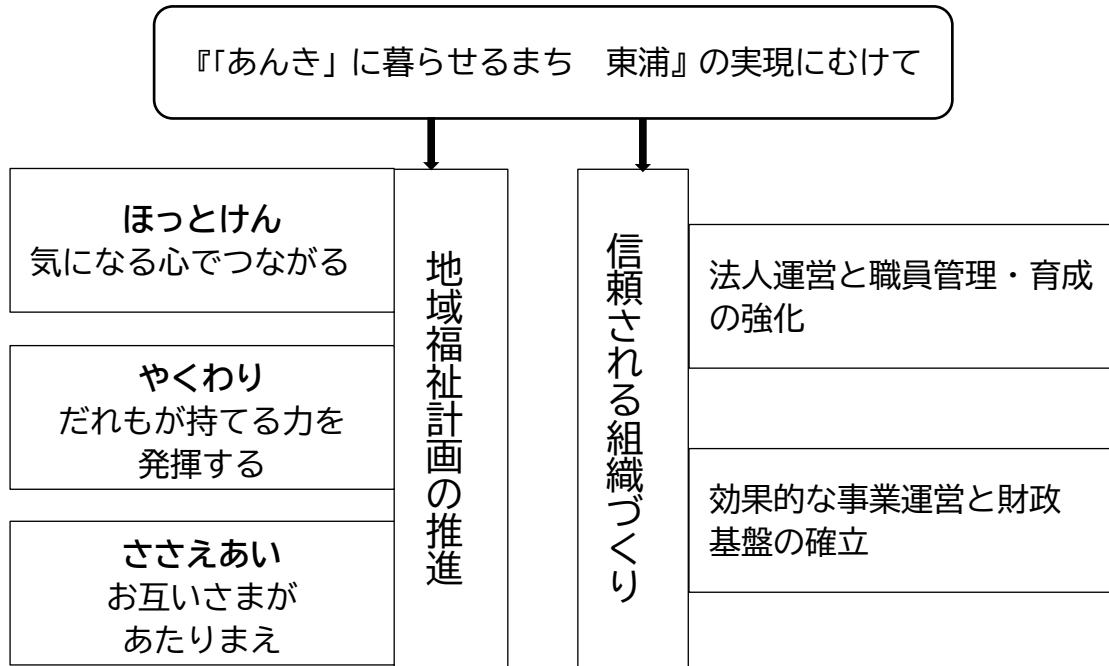 『「あんき」に暮らせるまち　東浦』の実現にむけて
ほっとけん
気になる心でつながる
やくわり
だれもが持てる力を
発揮する
ささえあい
お互いさまが
あたりまえ
地域福祉計画の推進
信頼される組織づくり
法人運営と職員管理・育成
の強化
効果的な事業運営と財政
基盤の確立